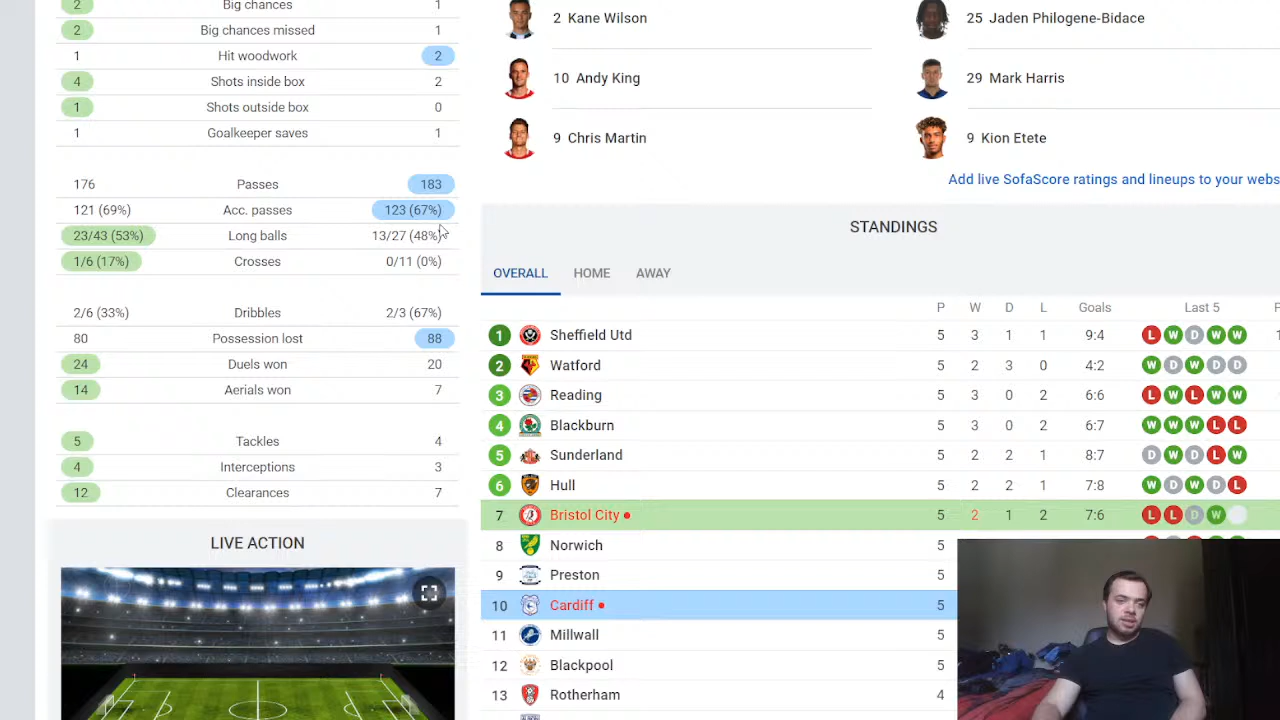 2 Big chances 1
2 Big chances missed 1
1 Hit woodwork 2
4 Shots inside box 2
1 Shots outside box 0
1 Goalkeeper saves 1
176 Passes 183
121 (69%) Acc. passes 123 (67%)
23/43 (53%) Long balls 13/27 (48%)
1/6 (17%) Crosses 0/11 (0%)
2/6 (33%) Dribbles 2/3 (67%)
80 Possession lost 88
24 Duels won 20
14 Aerials won 7
5 Tackles 4
4 Interceptions 3
12 Clearances 7
LIVE ACTION
2 Kane Wilson
10 Andy King
9 Chris Martin
25 Jaden Philogene-Bidace
29 Mark Harris
9 Kion Etete
Add live SofaScore ratings and lineups to your webs
STANDINGS
OVERALL HOME AWAY
P W D L Goals Last 5
1 Sheffield Utd 5 3 1 1 9:4 L W D W W
2 Watford 5 2 3 0 4:2 W D W D D
3 Reading 5 3 0 2 6:6 L W L W W
4 Blackburn 5 3 0 2 6:7 W W W L L
5 Sunderland 5 2 2 1 8:7 D W D L W
6 Hull 5 2 2 1 7:8 W D W D L
7 Bristol City 5 2 1 2 7:6 L L D W
8 Norwich 5
9 Preston 5
10 Cardiff 5
11 Millwall 5
12 Blackpool 5
13 Rotherham 4